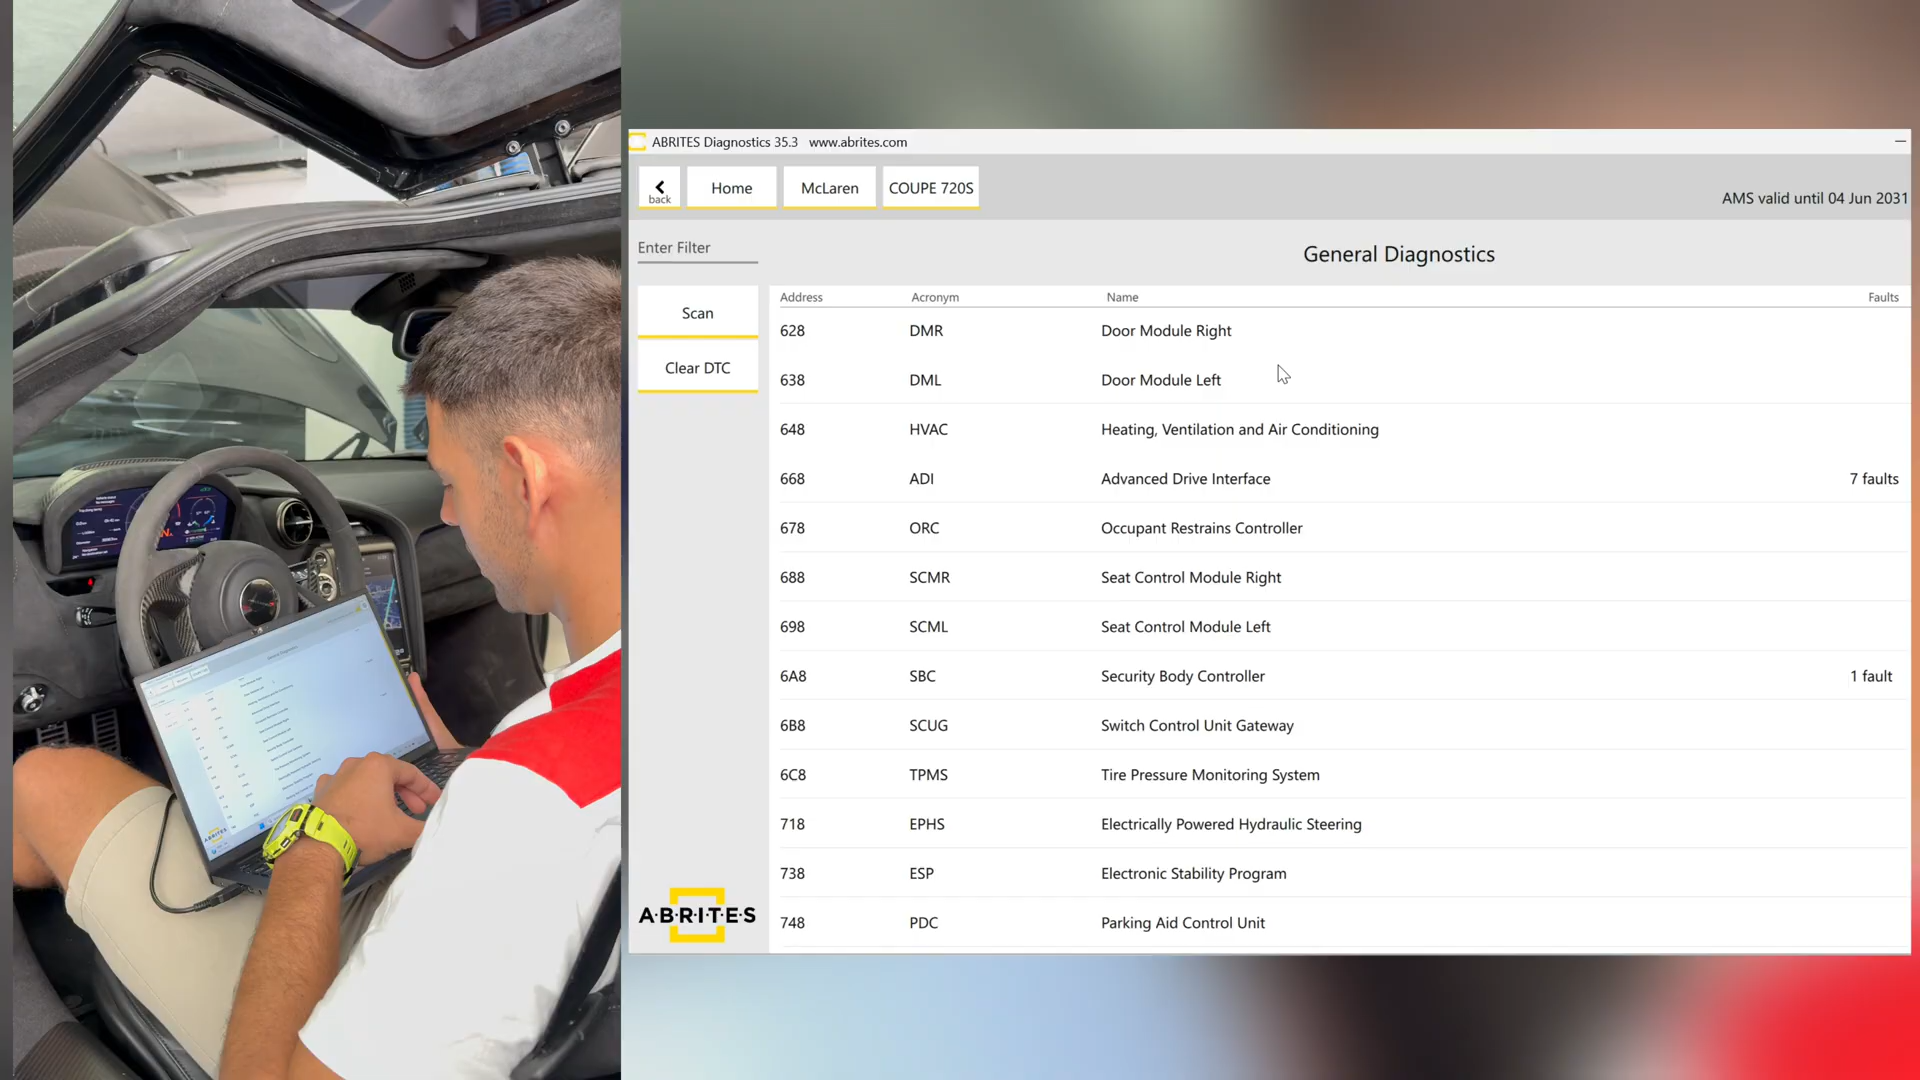 ABRITES Diagnostics 35.3 www.abrites.com
back
Home
McLaren
COUPE 720S
AMS valid until 04 Jun 2031
Enter Filter
General Diagnostics
Scan
Clear DTC
Address Acronym Name Faults
628 DMR Door Module Right
638 DML Door Module Left
648 HVAC Heating, Ventilation and Air Conditioning
668 ADI Advanced Drive Interface 7 faults
678 ORC Occupant Restrains Controller
688 SCMR Seat Control Module Right
698 SCML Seat Control Module Left
6A8 SBC Security Body Controller 1 fault
6B8 SCUG Switch Control Unit Gateway
6C8 TPMS Tire Pressure Monitoring System
718 EPHS Electrically Powered Hydraulic Steering
738 ESP Electronic Stability Program
748 PDC Parking Aid Control Unit
A·B·R·I·T·E·S